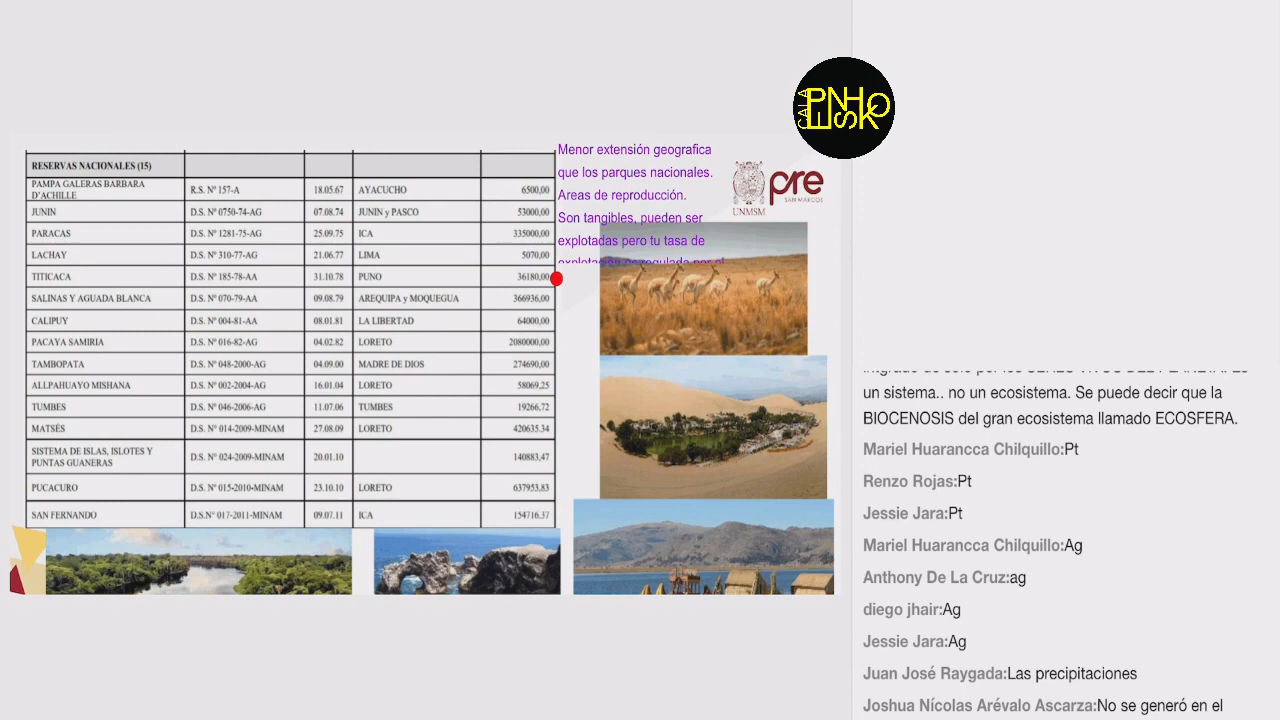 RESERVAS NACIONALES (15)
PAMPA GALERAS BARBARA D'ACHILLE R.S. Nº 157-A 18.05.67 AYACUCHO 6500,00
JUNIN D.S. Nº 0750-74-AG 07.08.74 JUNIN y PASCO 53000,00
PARACAS D.S. Nº 1281-75-AG 25.09.75 ICA 335000,00
LACHAY D.S. Nº 310-77-AG 21.06.77 LIMA 5070,00
TITICACA D.S. Nº 185-78-AA 31.10.78 PUNO 36180,00
SALINAS Y AGUADA BLANCA D.S. Nº 070-79-AA 09.08.79 AREQUIPA y MOQUEGUA 366936,00
CALIPUY D.S. Nº 004-81-AA 08.01.81 LA LIBERTAD 64000,00
PACAYA SAMIRIA D.S. Nº 016-82-AG 04.02.82 LORETO 2080000,00
TAMBOPATA D.S. Nº 048-2000-AG 04.09.00 MADRE DE DIOS 274690,00
ALLPAHUAYO MISHANA D.S. Nº 002-2004-AG 16.01.04 LORETO 58069,25
TUMBES D.S. Nº 046-2006-AG 11.07.06 TUMBES 19266,72
MATSÉS D.S. Nº 014-2009-MINAM 27.08.09 LORETO 420635.34
SISTEMA DE ISLAS, ISLOTES Y PUNTAS GUANERAS D.S. Nº 024-2009-MINAM 20.01.10 140883,47
PUCACURO D.S. Nº 015-2010-MINAM 23.10.10 LORETO 637953,83
SAN FERNANDO D.S.Nº 017-2011-MINAM 09.07.11 ICA 154716.37
Menor extensión geografica
que los parques nacionales.
Areas de reproducción.
Son tangibles, pueden ser
explotadas pero tu tasa de
explotación es regulada por el
UNMSM
pre
SAN MARCOS
CALA
PENSHKO
un sistema.. no un ecosistema. Se puede decir que la
BIOCENOSIS del gran ecosistema llamado ECOSFERA.
Mariel Huarancca Chilquillo:Pt
Renzo Rojas:Pt
Jessie Jara:Pt
Mariel Huarancca Chilquillo:Ag
Anthony De La Cruz:ag
diego jhair:Ag
Jessie Jara:Ag
Juan José Raygada:Las precipitaciones
Joshua Nícolas Arévalo Ascarza:No se generó en el